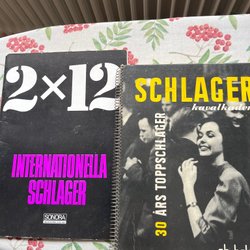 2×12
INTERNATIONELLA
SCHLAGER
SONORA
SCHLAGER
kavalkaden
30 ÅRS TOPPSCHLAGER